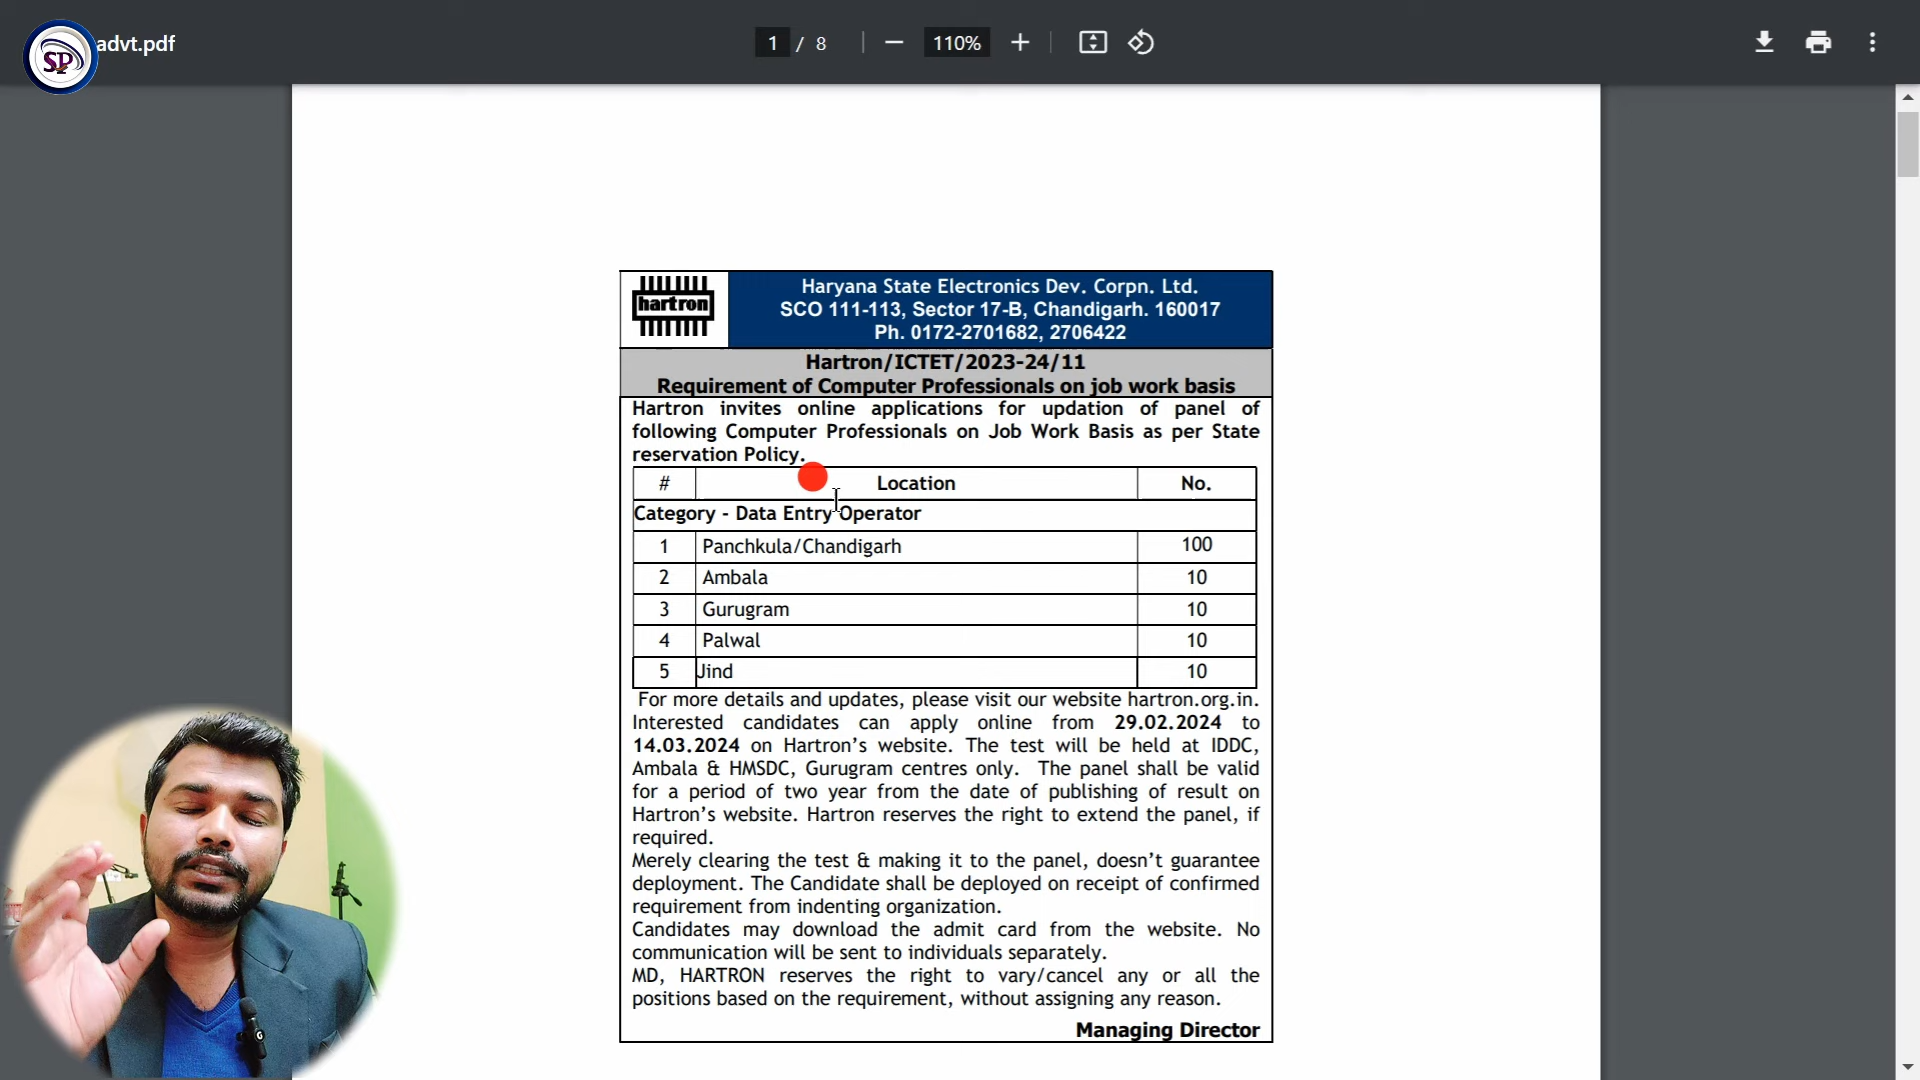 SP
advt.pdf
1 / 8
110%
hartron
Haryana State Electronics Dev. Corpn. Ltd.
SCO 111-113, Sector 17-B, Chandigarh. 160017
Ph. 0172-2701682, 2706422
Hartron/ICTET/2023-24/11
Requirement of Computer Professionals on job work basis
Hartron invites online applications for updation of panel of
following Computer Professionals on Job Work Basis as per State
reservation Policy.
# Location No.
Category - Data Entry Operator
1 Panchkula/Chandigarh 100
2 Ambala 10
3 Gurugram 10
4 Palwal 10
5 Jind 10
For more details and updates, please visit our website hartron.org.in.
Interested candidates can apply online from 29.02.2024 to
14.03.2024 on Hartron’s website. The test will be held at IDDC,
Ambala & HMSDC, Gurugram centres only. The panel shall be valid
for a period of two year from the date of publishing of result on
Hartron’s website. Hartron reserves the right to extend the panel, if
required.
Merely clearing the test & making it to the panel, doesn’t guarantee
deployment. The Candidate shall be deployed on receipt of confirmed
requirement from indenting organization.
Candidates may download the admit card from the website. No
communication will be sent to individuals separately.
MD, HARTRON reserves the right to vary/cancel any or all the
positions based on the requirement, without assigning any reason.
Managing Director